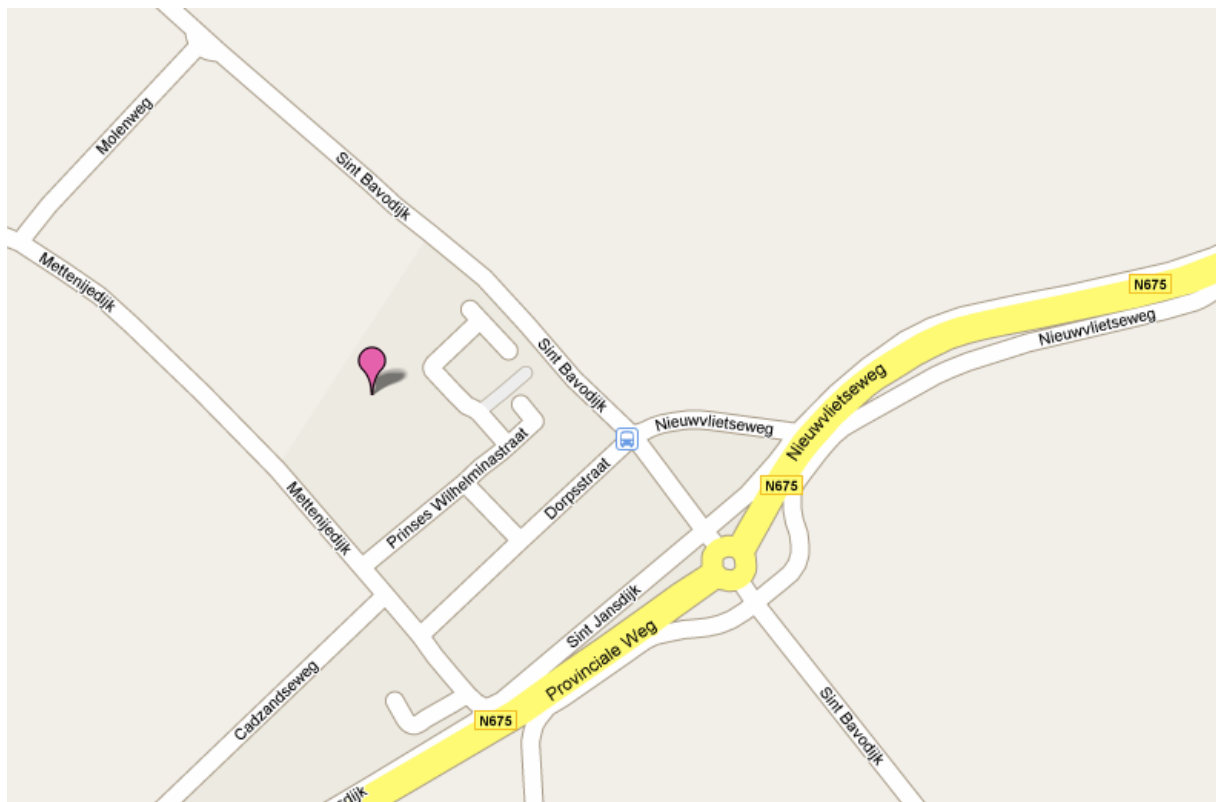 Molenweg
Sint Bavodijk
Mettenijedijk
N675
Nieuwvlietseweg
Sint Bavodijk
Nieuwvlietseweg
Nieuwvlietseweg
Prinses Wilhelminastraat
Dorpsstraat
N675
Mettenijedijk
Sint Jansdijk
Provinciale Weg
Cadzandseweg
Sint Bavodijk
N675